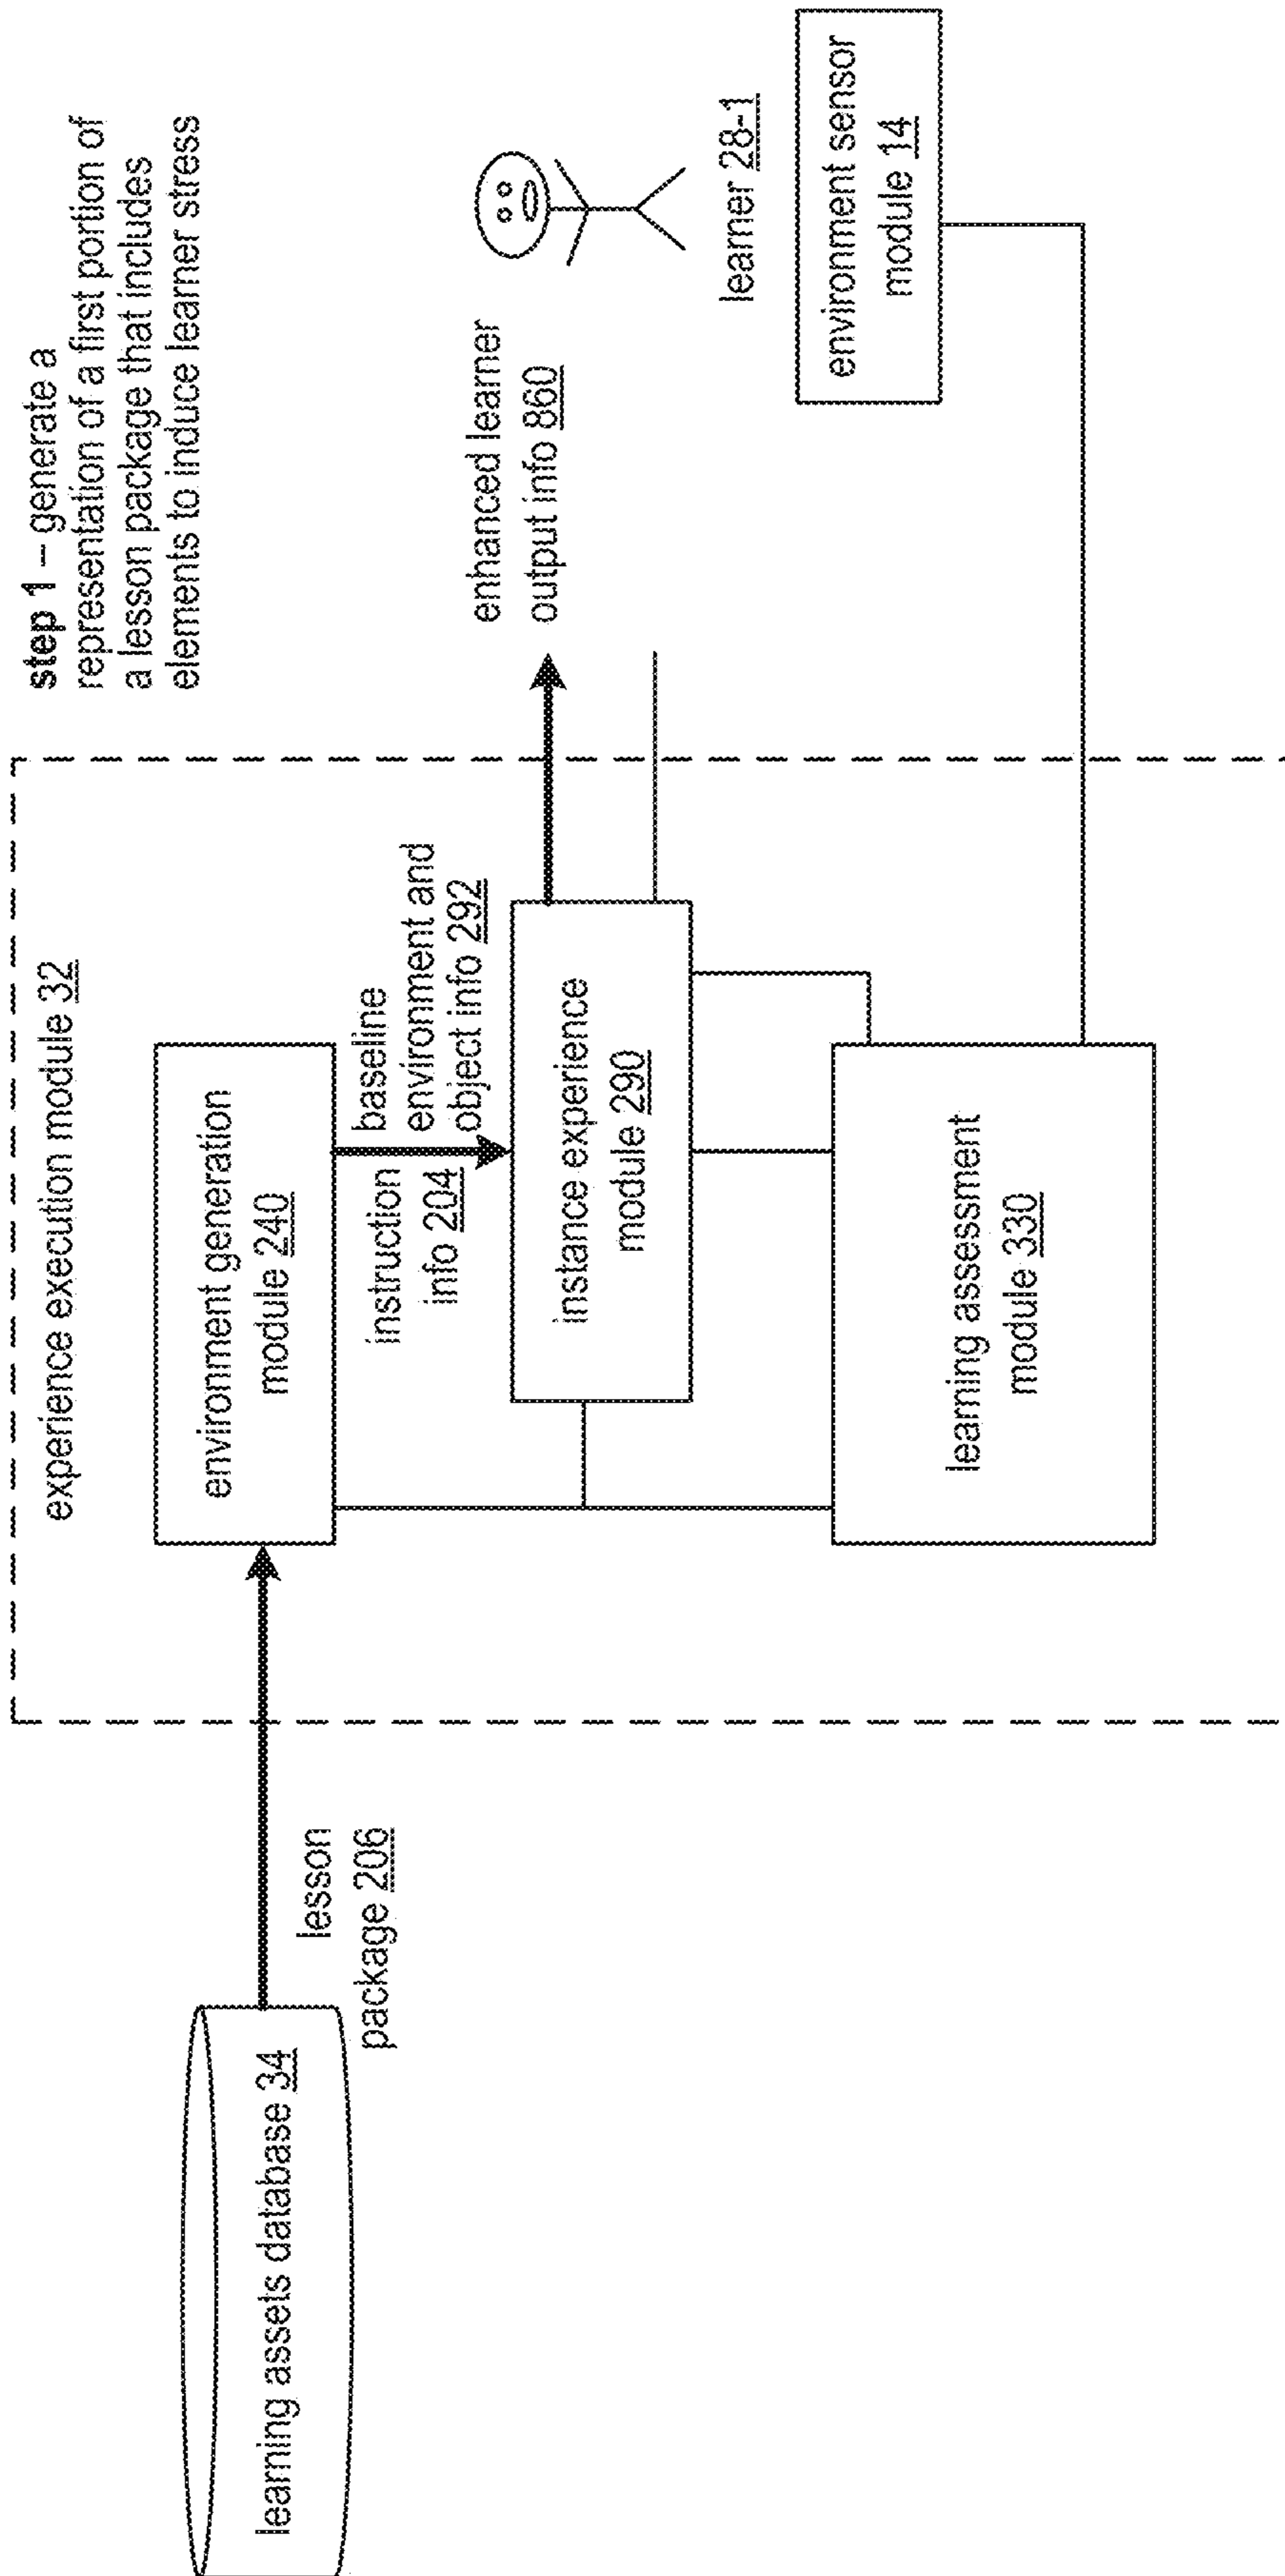 step 1 – generate a
representation of a first portion of
a lesson package that includes
elements to induce learner stress
experience execution module 32
learning assets database 34
lesson
package 206
environment generation
module 240
instruction
info 204
baseline
environment and
object info 292
instance experience
module 290
enhanced learner
output info 860
learner 28-1
learning assessment
module 330
environment sensor
module 14